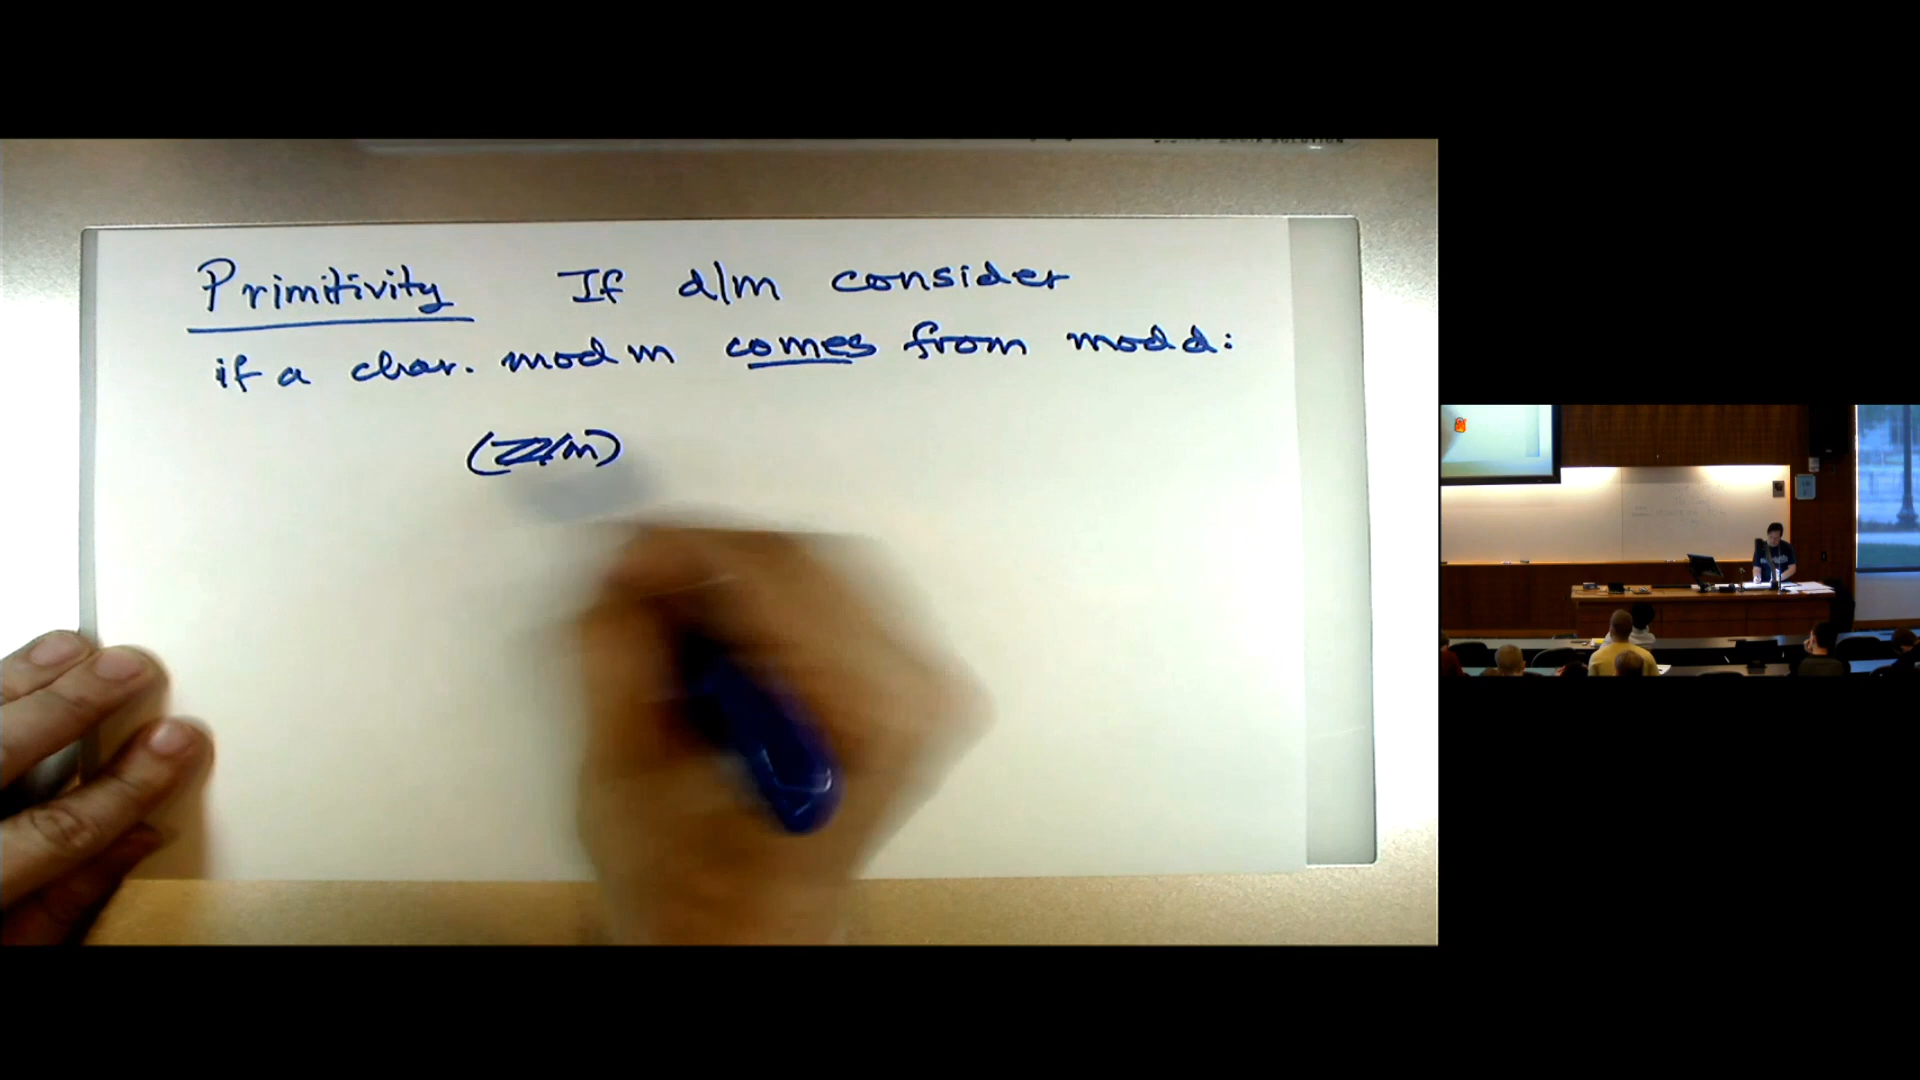 Primitivity If d|m consider
if a char. mod m comes from mod d:
(ℤ/m)